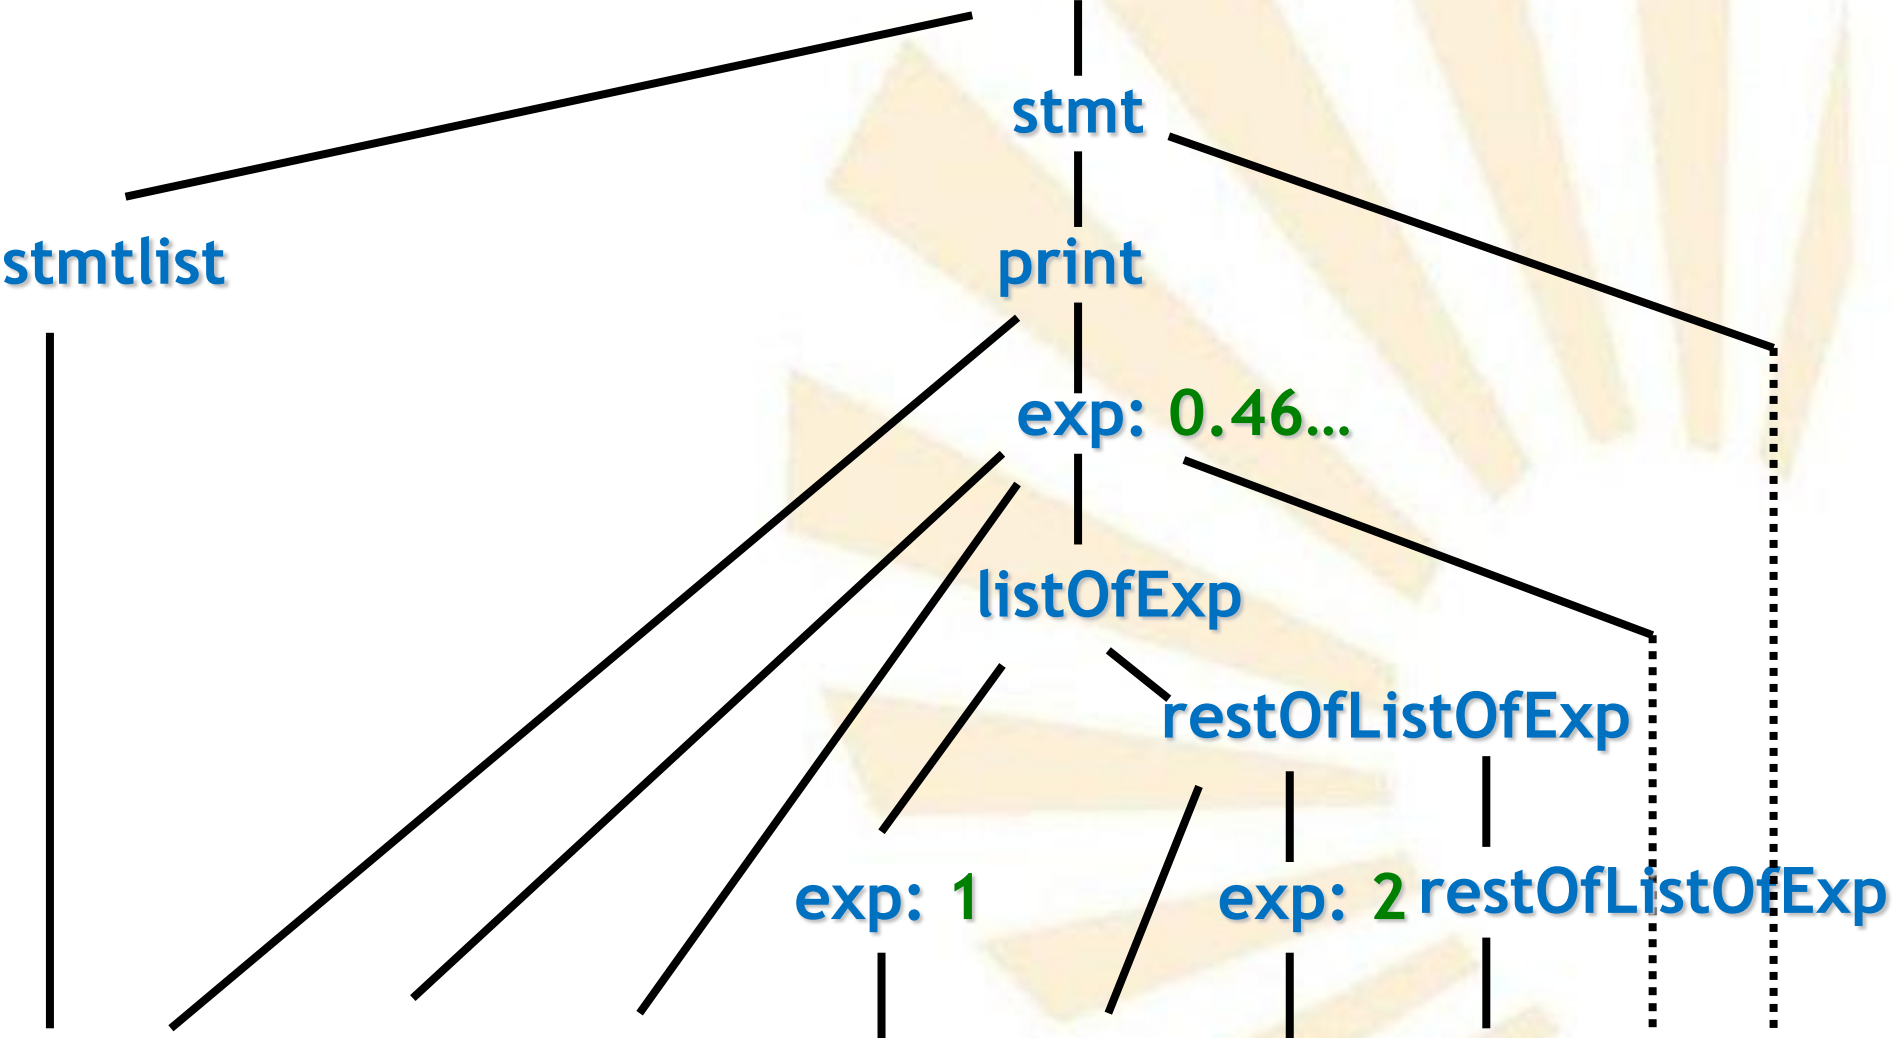 stmt
stmtlist
print
exp: 0.46…
listOfExp
restOfListOfExp
exp: 1
exp: 2
restOfListOfExp